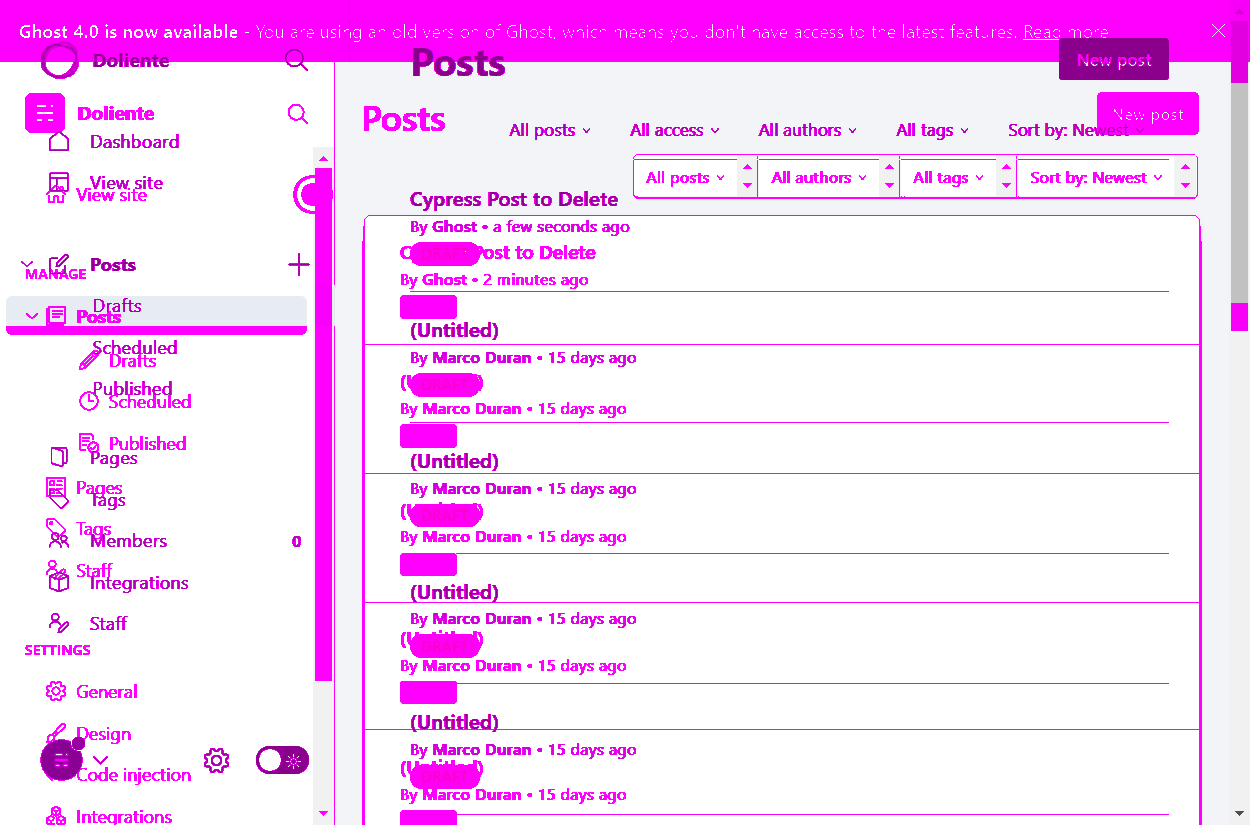 Ghost 4.0 is now available - You are using an old version of Ghost, which means you don't have access to the latest features. Read more
Doliente
Posts
New post
Doliente
Posts
New post
Dashboard
All posts
All access
All authors
All tags
Sort by: Newest
View site
View site
All posts
All authors
All tags
Sort by: Newest
Cypress Post to Delete
By Ghost • a few seconds ago
DRAFT
Post to Delete
By Ghost • 2 minutes ago
Posts
MANAGE
Drafts
Posts
Scheduled
Drafts
Published
Scheduled
Published
Pages
Pages
Tags
Tags
Members
0
Staff
Integrations
Staff
SETTINGS
General
Design
Code injection
Integrations
(Untitled)
By Marco Duran • 15 days ago
DRAFT
By Marco Duran • 15 days ago
(Untitled)
By Marco Duran • 15 days ago
DRAFT
By Marco Duran • 15 days ago
(Untitled)
By Marco Duran • 15 days ago
(Untitled)
DRAFT
By Marco Duran • 15 days ago
(Untitled)
By Marco Duran • 15 days ago
DRAFT
By Marco Duran • 15 days ago